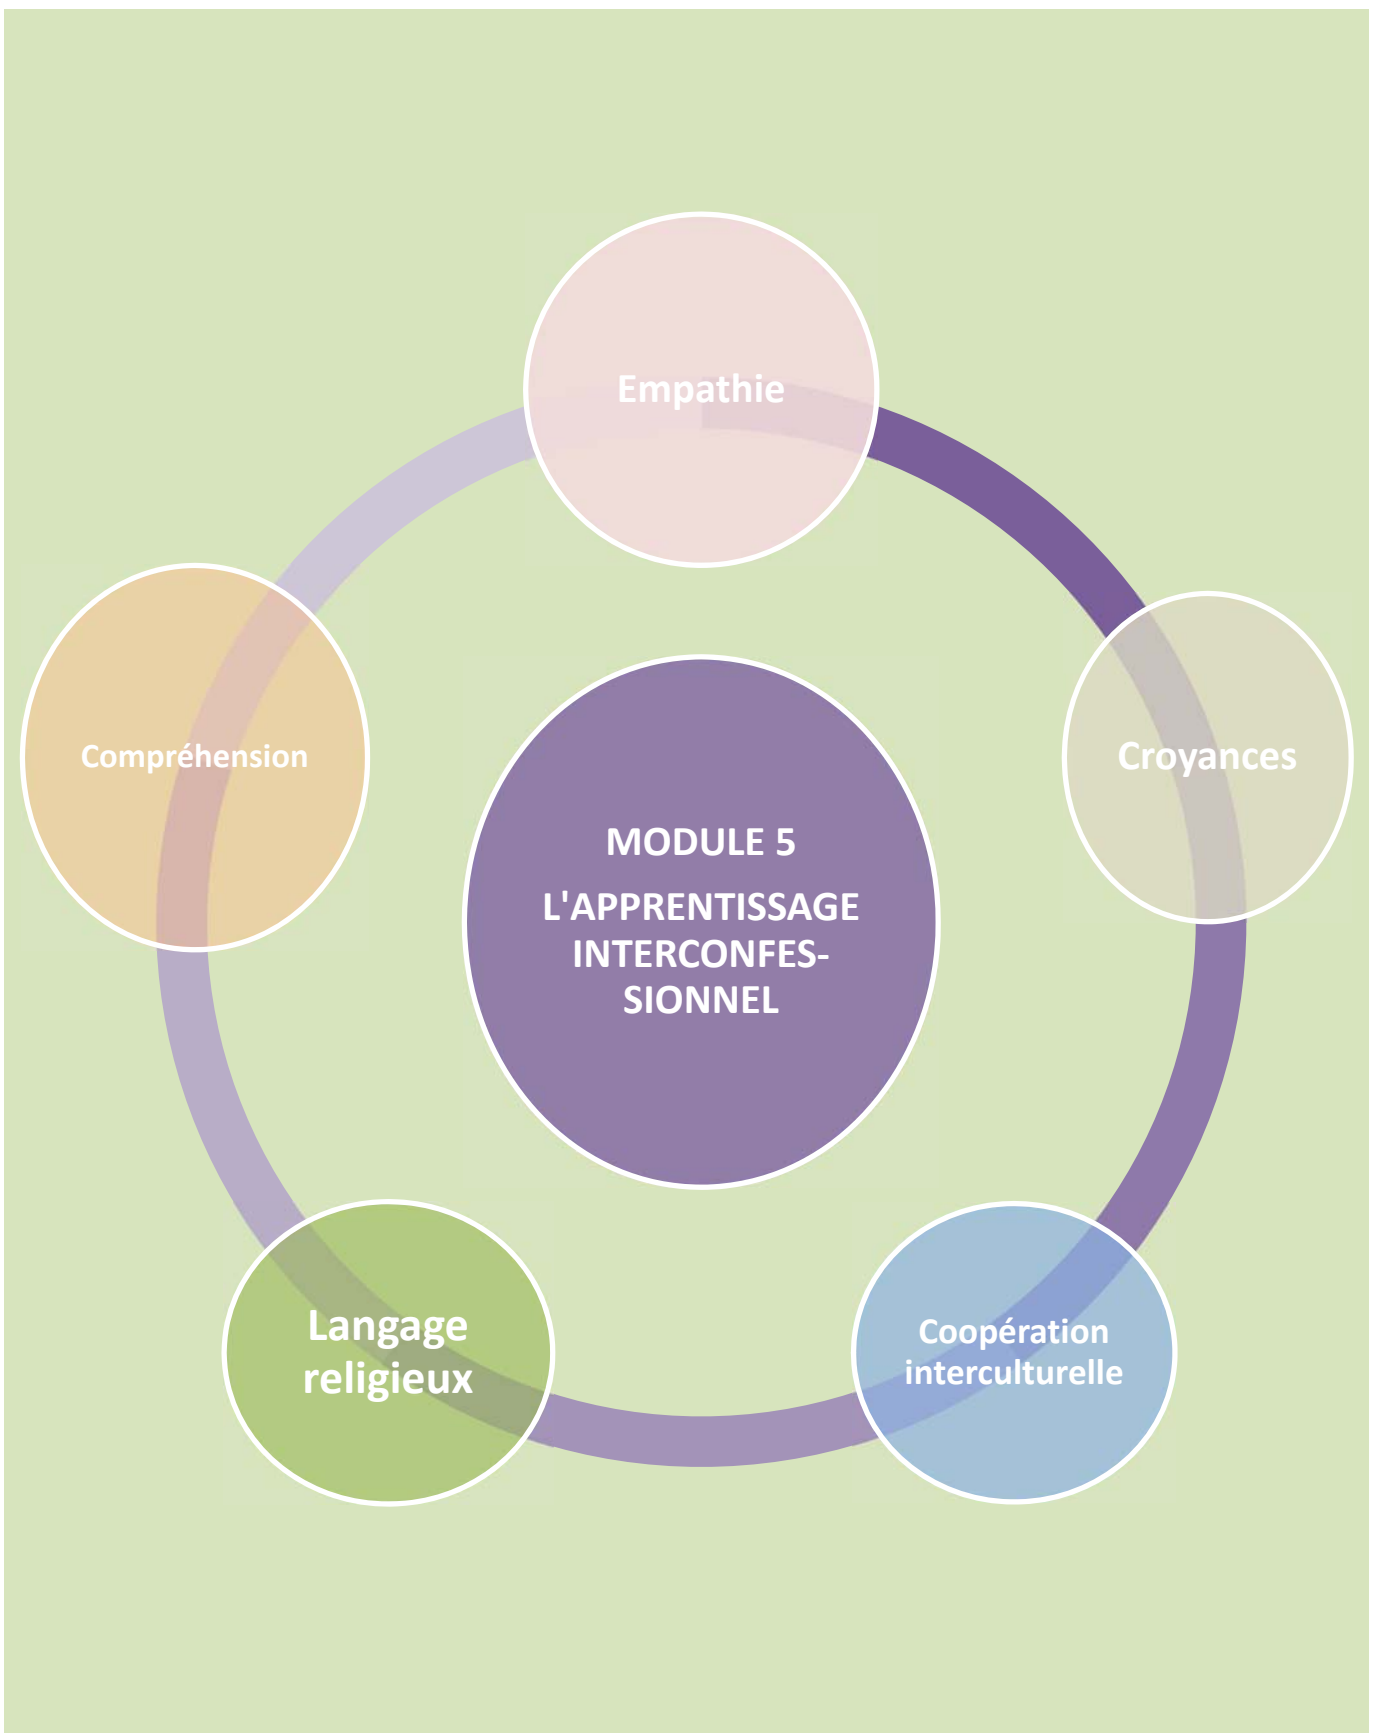 Empathie
Compréhension
Croyances
MODULE 5
L'APPRENTISSAGE
INTERCONFES-
SIONNEL
Langage
religieux
Coopération
interculturelle